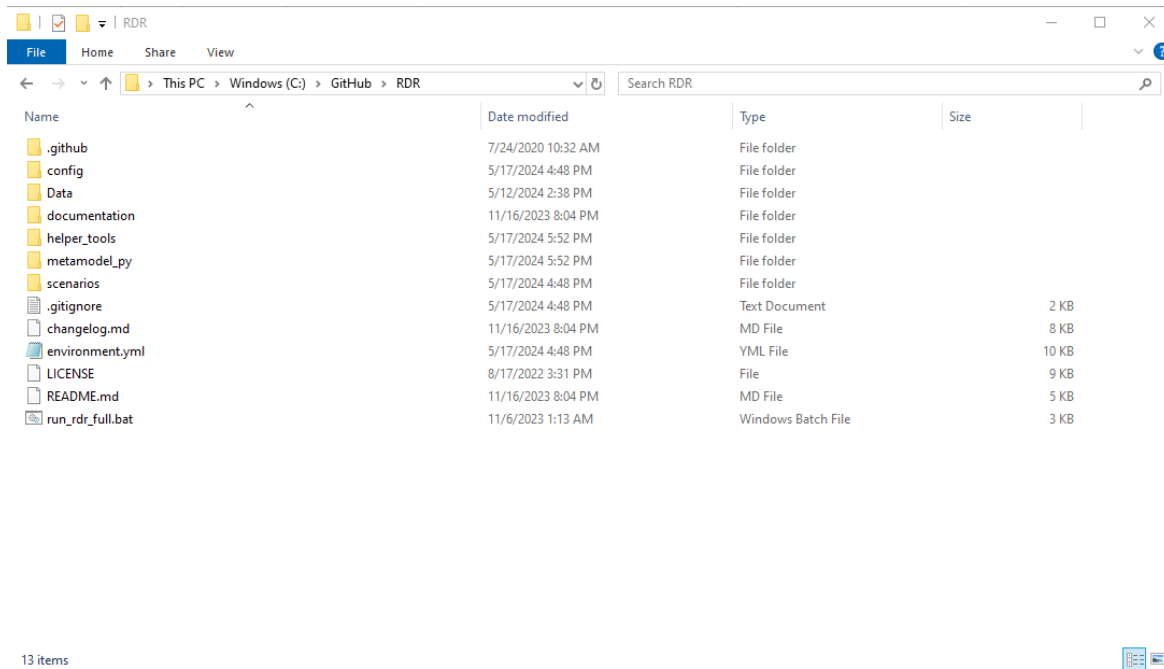 RDR
File Home Share View
This PC > Windows (C:) > GitHub > RDR Search RDR
Name Date modified Type Size
.github 7/24/2020 10:32 AM File folder
config 5/17/2024 4:48 PM File folder
Data 5/12/2024 2:38 PM File folder
documentation 11/16/2023 8:04 PM File folder
helper_tools 5/17/2024 5:52 PM File folder
metamodel_py 5/17/2024 5:52 PM File folder
scenarios 5/17/2024 4:48 PM File folder
.gitignore 5/17/2024 4:48 PM Text Document 2 KB
changelog.md 11/16/2023 8:04 PM MD File 8 KB
environment.yml 5/17/2024 4:48 PM YML File 10 KB
LICENSE 8/17/2022 3:31 PM File 9 KB
README.md 11/16/2023 8:04 PM MD File 5 KB
run_rdr_full.bat 11/6/2023 1:13 AM Windows Batch File 3 KB
13 items